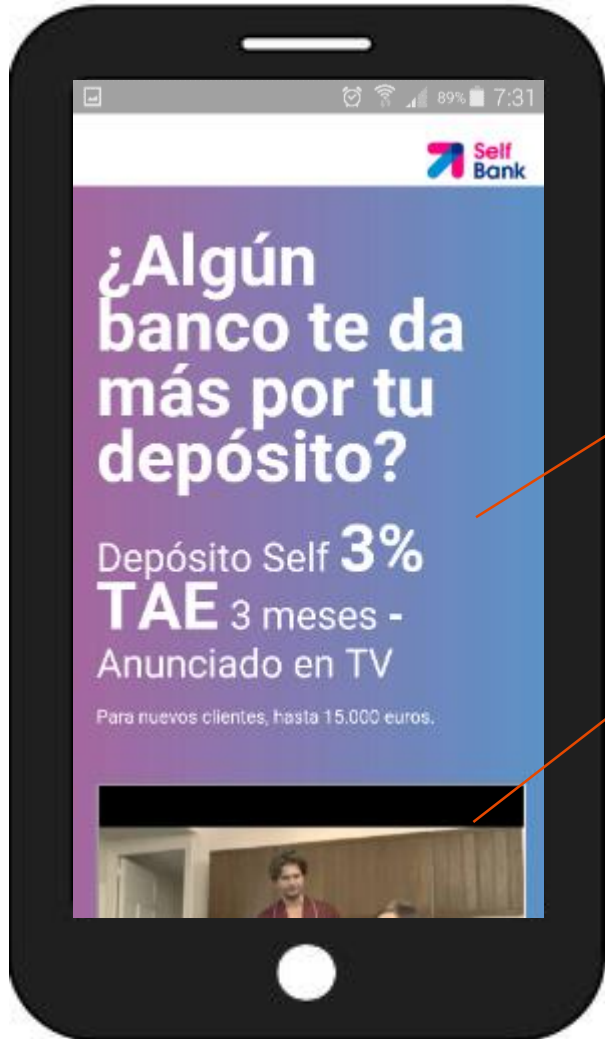 89% 7:31
Self
Bank
¿Algún
banco te da
más por tu
depósito?
Depósito Self 3%
TAE 3 meses -
Anunciado en TV
Para nuevos clientes, hasta 15.000 euros.